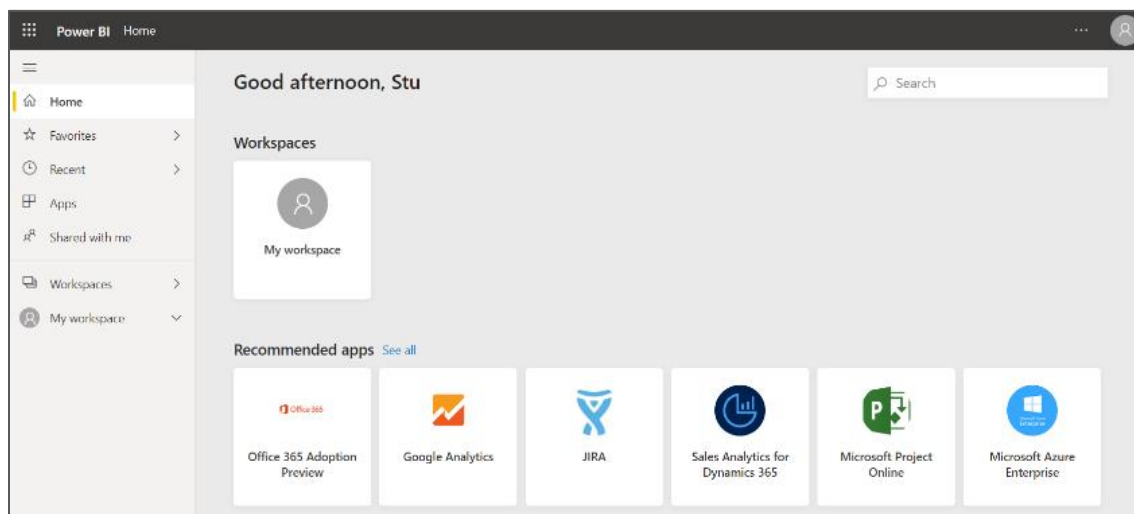 Power BI Home
...
Good afternoon, Stu
Search
Home
Favorites
Recent
Apps
Shared with me
Workspaces
My workspace
Workspaces
My workspace
Recommended apps See all
Office 365
Office 365 Adoption
Preview
Google Analytics
JIRA
Sales Analytics for
Dynamics 365
P
Microsoft Project
Online
Microsoft Azure
Enterprise